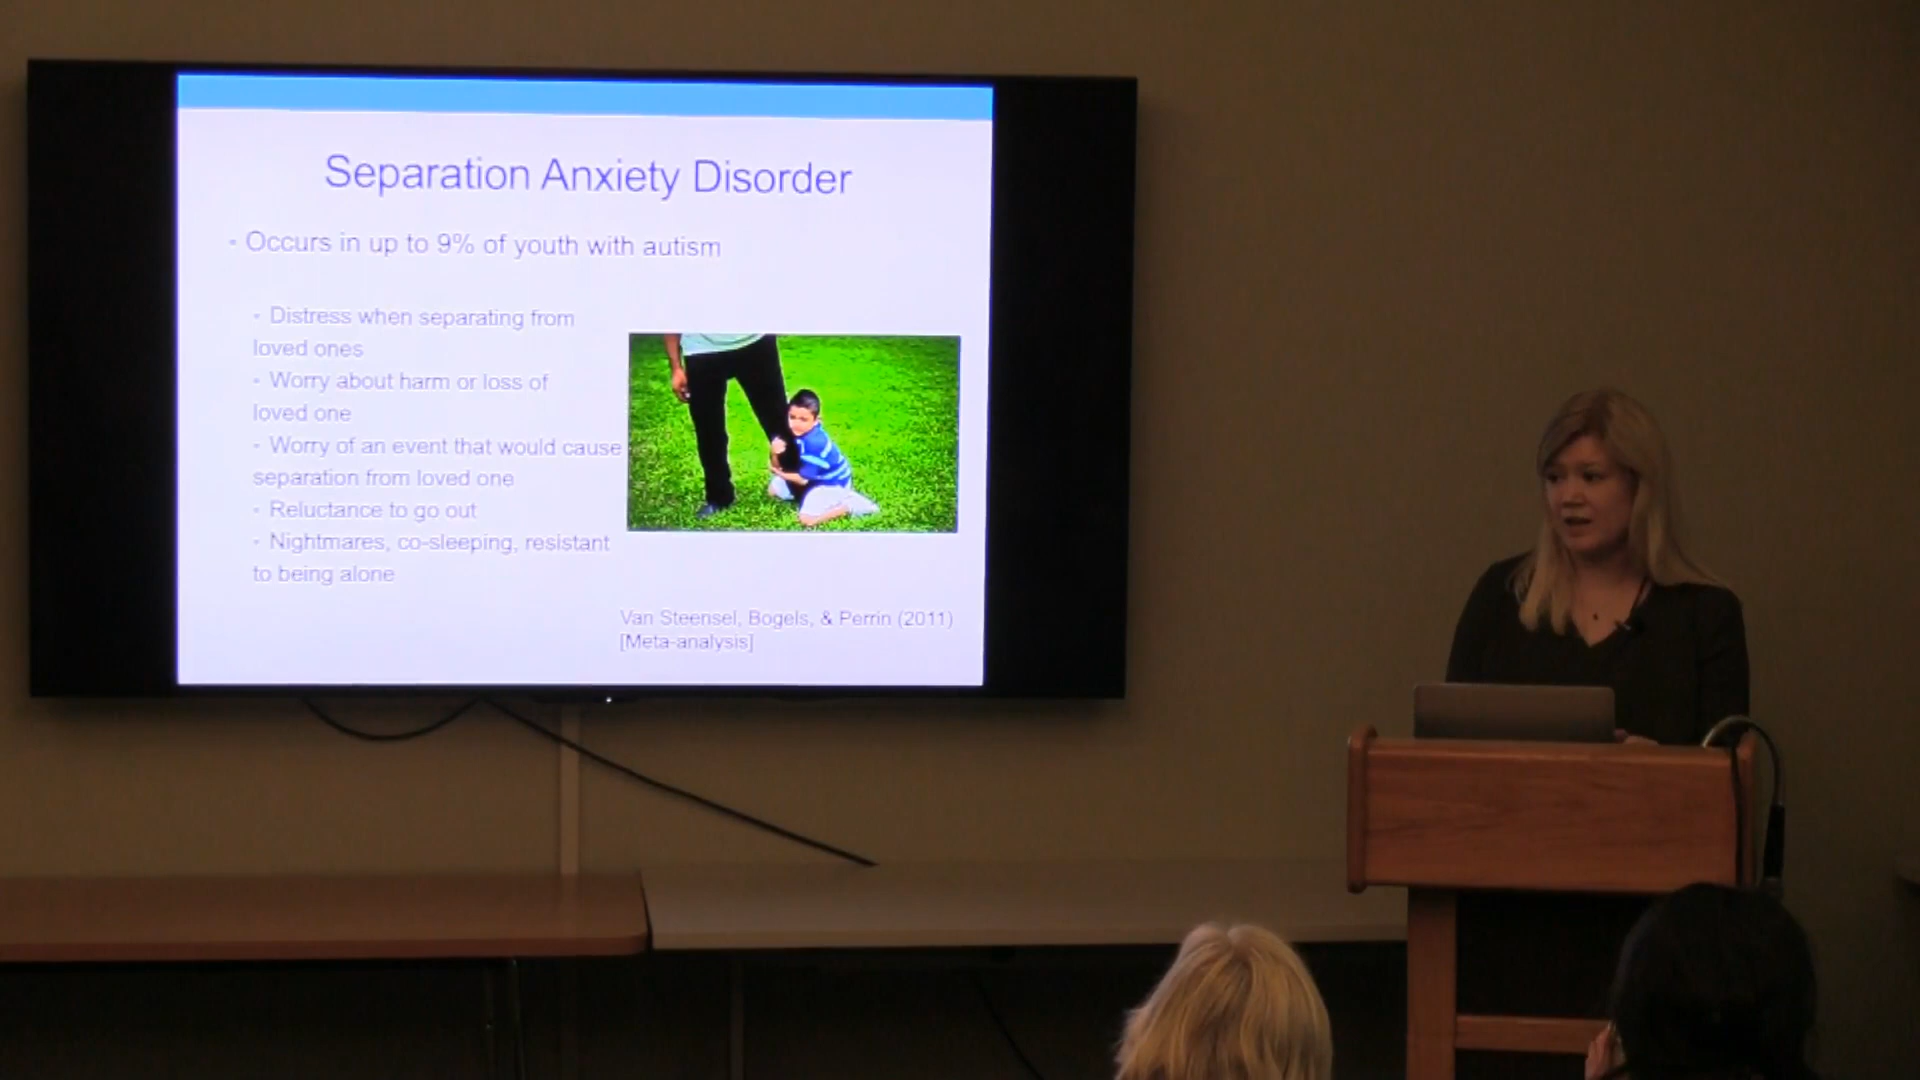 Separation Anxiety Disorder
- Occurs in up to 9% of youth with autism
- Distress when separating from
loved ones
- Worry about harm or loss of
loved one
- Worry of an event that would cause
separation from loved one
- Reluctance to go out
- Nightmares, co-sleeping, resistant
to being alone
Van Steensel, Bogels, & Perrin (2011)
[Meta-analysis]